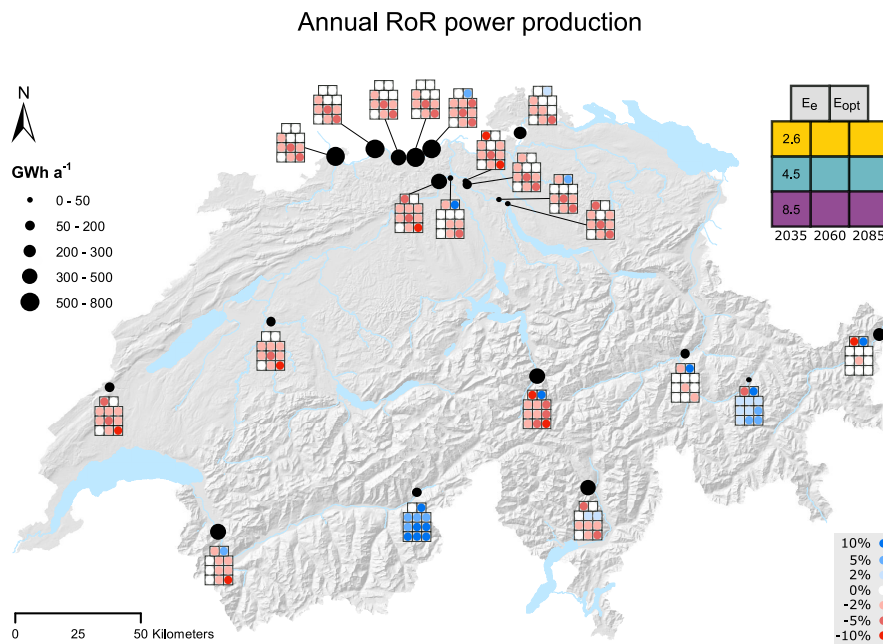 Annual RoR power production
N
GWh a⁻¹
0 - 50
50 - 200
200 - 300
300 - 500
500 - 800
Ee Eopt
2.6
4.5
8.5
2035 2060 2085
10%
5%
2%
0%
-2%
-5%
-10%
0 25 50 Kilometers